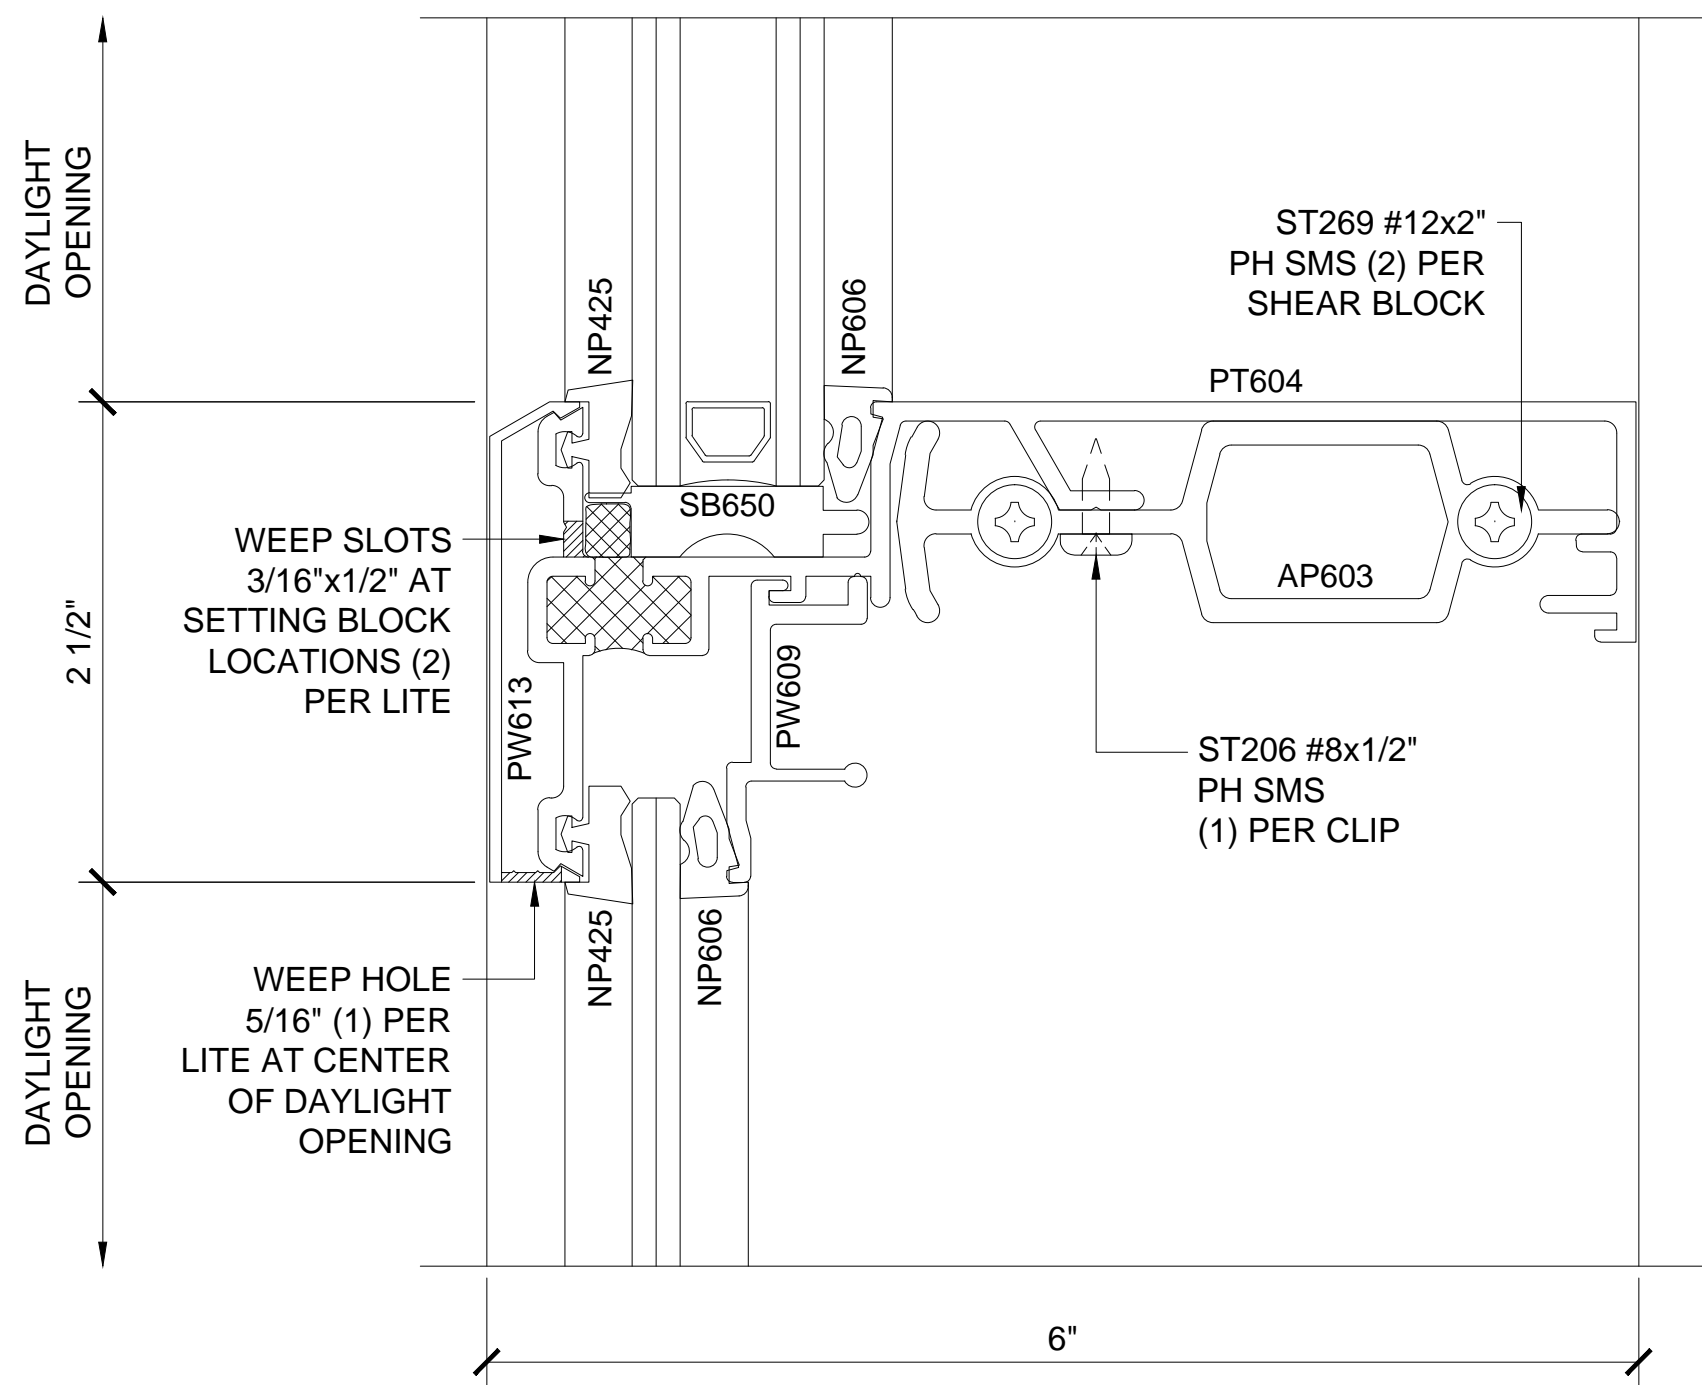 DAYLIGHT
OPENING
NP425
NP606
ST269 #12x2"
PH SMS (2) PER
SHEAR BLOCK
PT604
SB650
AP603
WEEP SLOTS
3/16"x1/2" AT
SETTING BLOCK
LOCATIONS (2)
PER LITE
2 1/2"
PW613
PW609
ST206 #8x1/2"
PH SMS
(1) PER CLIP
NP425
NP606
WEEP HOLE
5/16" (1) PER
LITE AT CENTER
OF DAYLIGHT
OPENING
DAYLIGHT
OPENING
6"